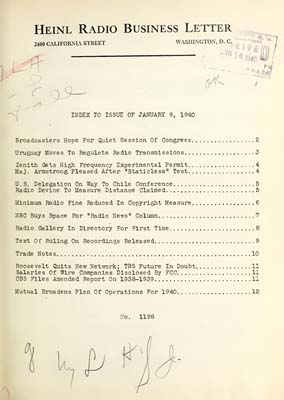 HEINL RADIO BUSINESS LETTER
2400 CALIFORNIA STREET WASHINGTON, D. C.
OK
INDEX TO ISSUE OF JANUARY 9, 1940
Broadcasters Hope For Quiet Session Of Congress..................2
Uruguay Moves To Regulate Radio Transmissions....................3
Zenith Gets High Frequency Experimental Permit...................4
Maj. Armstrong Pleased After "Staticless" Test...................4
U.S. Delegation On Way To Chile Conference.......................5
Radio Device To Measure Distance Claimed.........................5
Minimum Radio Fine Reduced In Copyright Measure..................6
NBC Buys Space For "Radio News" Column...........................7
Radio Gallery In Directory For First Time........................8
Text Of Ruling On Recordings Released............................9
Trade Notes.....................................................10
Roosevelt Quits New Network; TBS Future In Doubt................11
Salaries Of Wire Companies Disclosed By FCC.....................11
CBS Files Amended Report On 1938-1939...........................11
Mutual Broadens Plan Of Operations For 1940.....................12
No. 1198